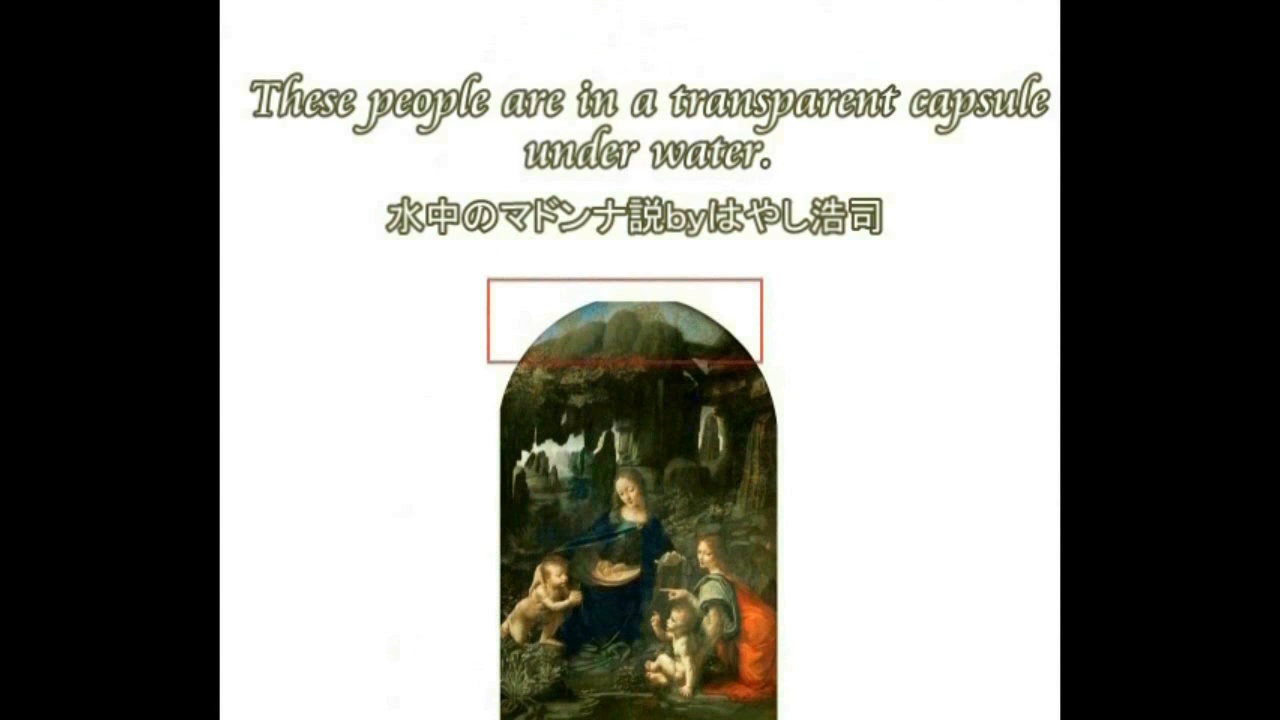 These people are in a transparent capsule
under water.
水中のマドンナ説byはやし浩司